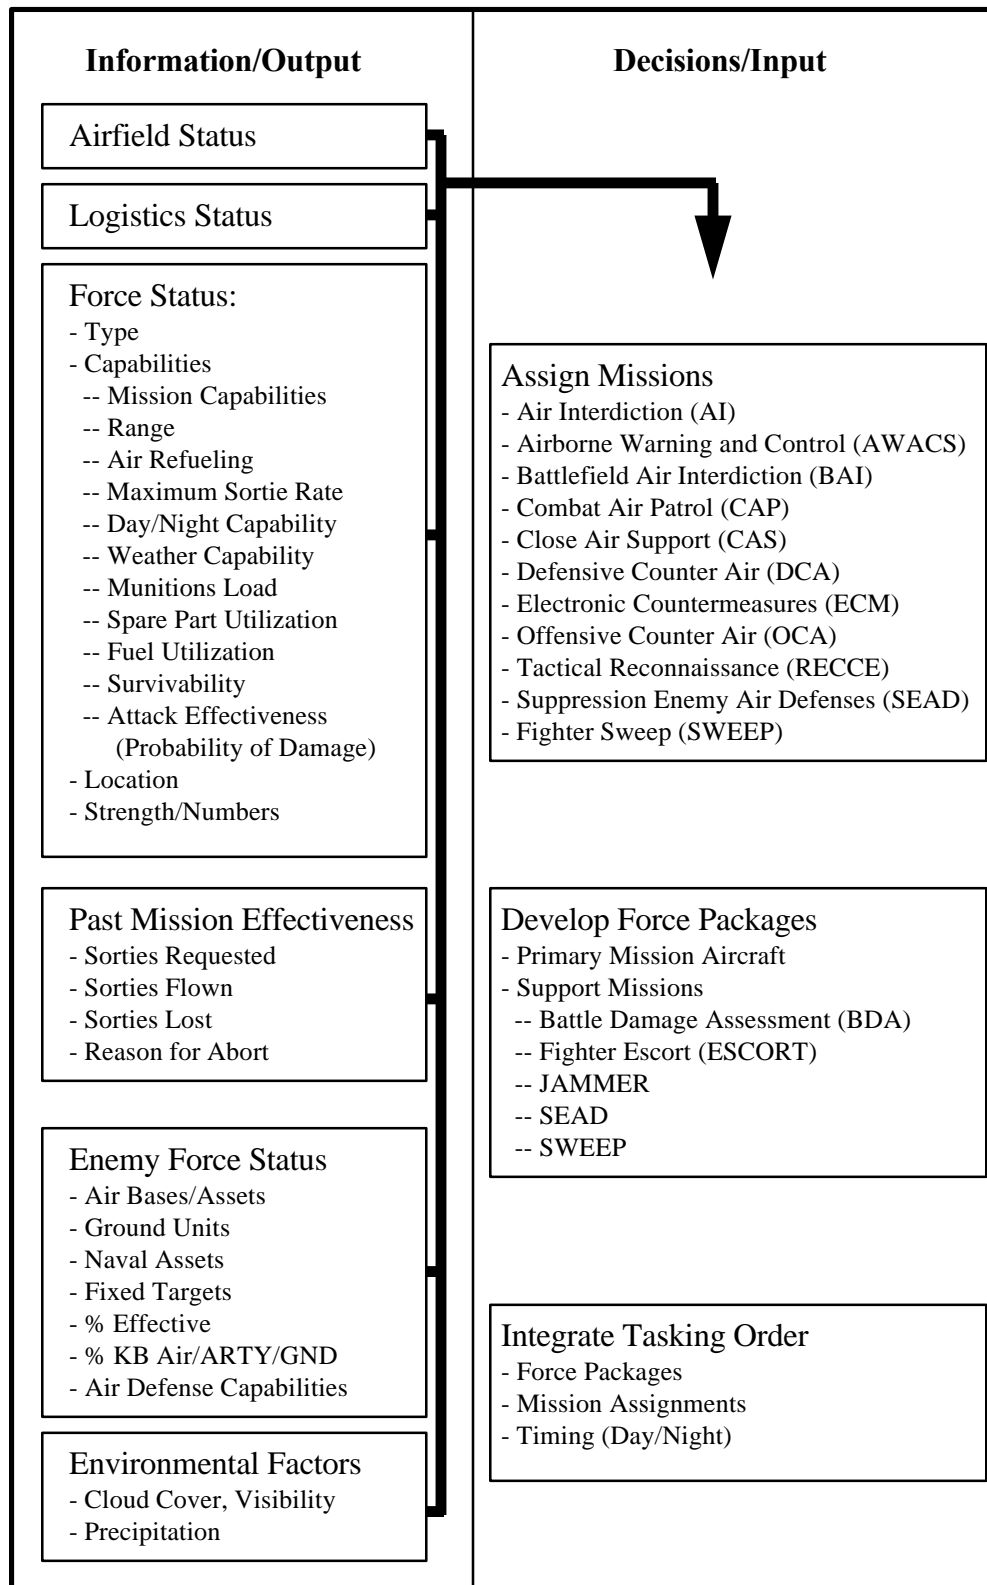 Information/Output
Airfield Status
Logistics Status
Force Status:
- Type
- Capabilities
-- Mission Capabilities
-- Range
-- Air Refueling
-- Maximum Sortie Rate
-- Day/Night Capability
-- Weather Capability
-- Munitions Load
-- Spare Part Utilization
-- Fuel Utilization
-- Survivability
-- Attack Effectiveness
(Probability of Damage)
- Location
- Strength/Numbers
Past Mission Effectiveness
- Sorties Requested
- Sorties Flown
- Sorties Lost
- Reason for Abort
Enemy Force Status
- Air Bases/Assets
- Ground Units
- Naval Assets
- Fixed Targets
- % Effective
- % KB Air/ARTY/GND
- Air Defense Capabilities
Environmental Factors
- Cloud Cover, Visibility
- Precipitation
Decisions/Input
Assign Missions
- Air Interdiction (AI)
- Airborne Warning and Control (AWACS)
- Battlefield Air Interdiction (BAI)
- Combat Air Patrol (CAP)
- Close Air Support (CAS)
- Defensive Counter Air (DCA)
- Electronic Countermeasures (ECM)
- Offensive Counter Air (OCA)
- Tactical Reconnaissance (RECCE)
- Suppression Enemy Air Defenses (SEAD)
- Fighter Sweep (SWEEP)
Develop Force Packages
- Primary Mission Aircraft
- Support Missions
-- Battle Damage Assessment (BDA)
-- Fighter Escort (ESCORT)
-- JAMMER
-- SEAD
-- SWEEP
Integrate Tasking Order
- Force Packages
- Mission Assignments
- Timing (Day/Night)